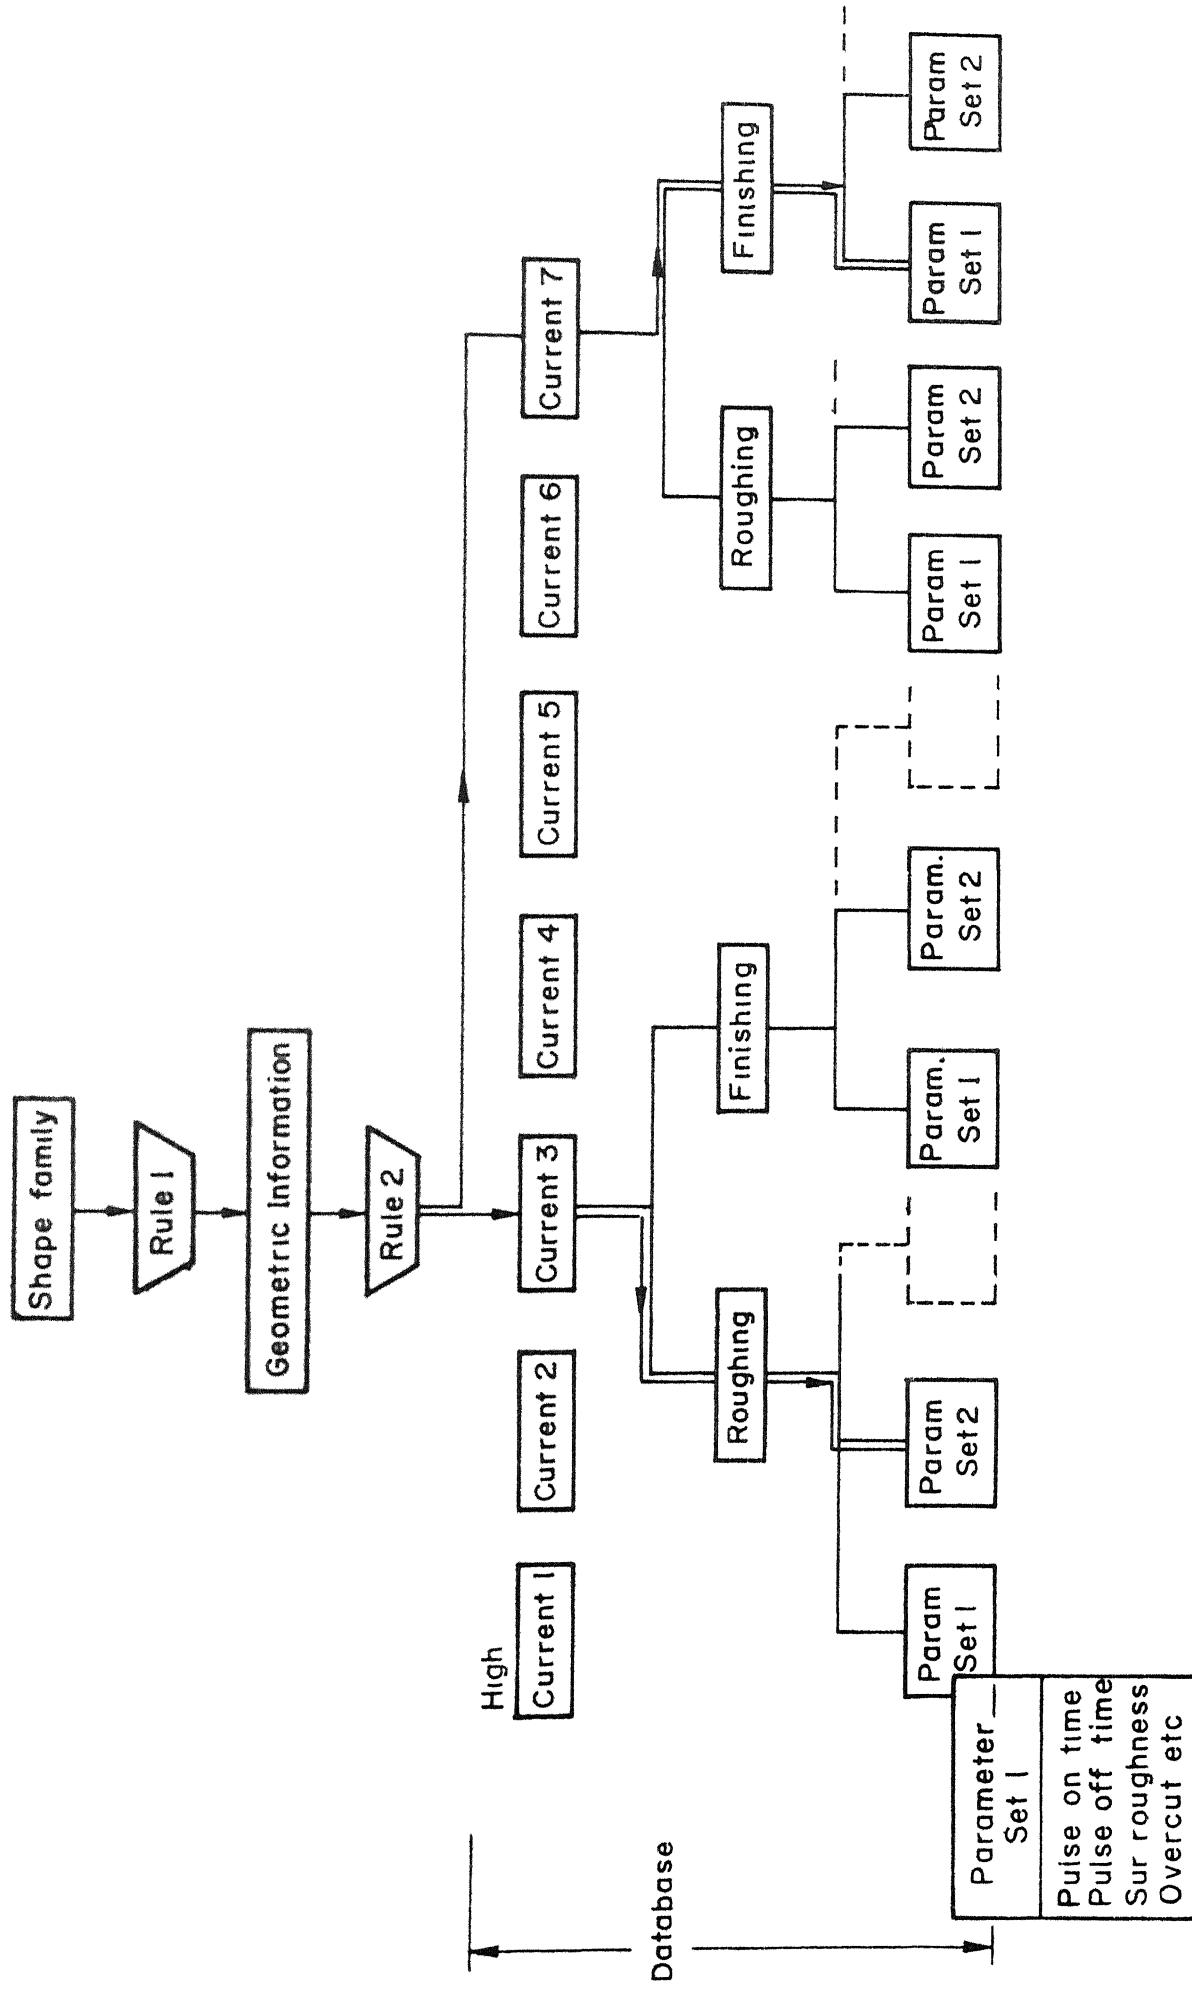 Shape family
Rule 1
Geometric Information
Rule 2
High
Current 1
Current 2
Current 3
Current 4
Current 5
Current 6
Current 7
Roughing
Finishing
Roughing
Finishing
Param
Set 1
Param
Set 2
Param.
Set 1
Param.
Set 2
Param
Set 1
Param
Set 2
Param
Set 1
Param
Set 2
Database
Parameter
Set 1
Pulse on time
Pulse off time
Sur roughness
Overcut etc